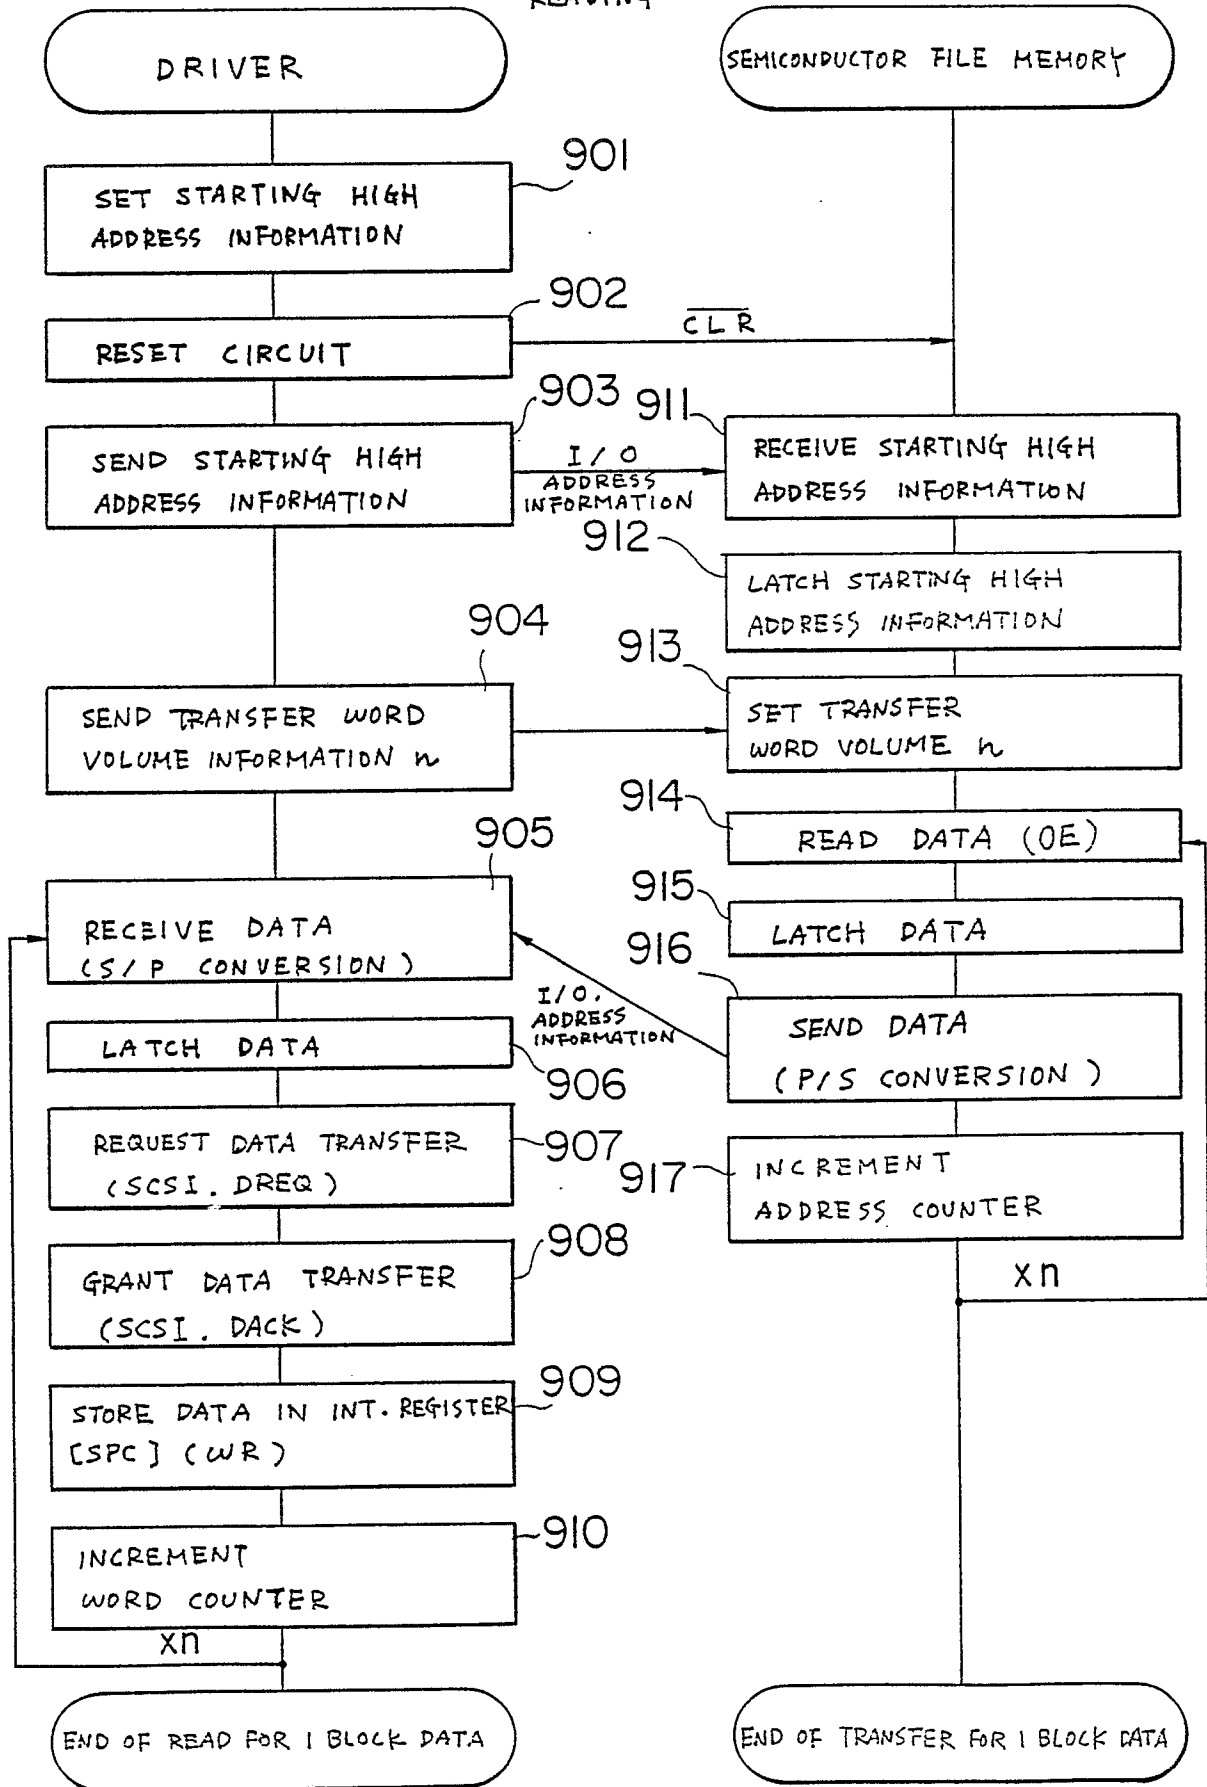 READING
DRIVER
SEMICONDUCTOR FILE MEMORY
901
SET STARTING HIGH
ADDRESS INFORMATION
902
RESET CIRCUIT
CLR
903
SEND STARTING HIGH
ADDRESS INFORMATION
I/O
ADDRESS
INFORMATION
911
RECEIVE STARTING HIGH
ADDRESS INFORMATION
912
LATCH STARTING HIGH
ADDRESS INFORMATION
904
SEND TRANSFER WORD
VOLUME INFORMATION n
913
SET TRANSFER
WORD VOLUME n
914
READ DATA (OE)
905
RECEIVE DATA
(S/P CONVERSION)
915
LATCH DATA
916
SEND DATA
(P/S CONVERSION)
I/O.
ADDRESS
INFORMATION
LATCH DATA
906
REQUEST DATA TRANSFER
(SCSI. DREQ)
907
917
INCREMENT
ADDRESS COUNTER
xn
908
GRANT DATA TRANSFER
(SCSI. DACK)
909
STORE DATA IN INT. REGISTER
[SPC] (WR)
910
INCREMENT
WORD COUNTER
xn
END OF READ FOR 1 BLOCK DATA
END OF TRANSFER FOR 1 BLOCK DATA